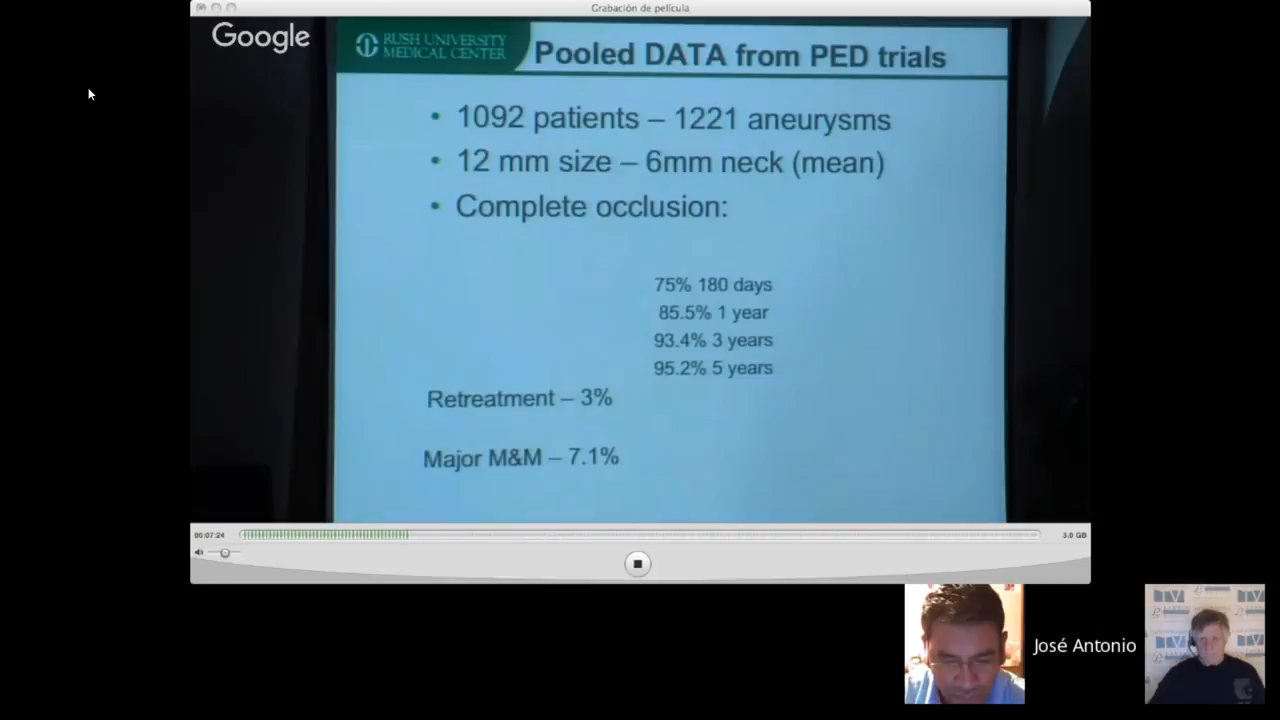 Grabación de película
Google
RUSH UNIVERSITY
MEDICAL CENTER
Pooled DATA from PED trials
• 1092 patients – 1221 aneurysms
• 12 mm size – 6mm neck (mean)
• Complete occlusion:
75% 180 days
85.5% 1 year
93.4% 3 years
95.2% 5 years
Retreatment – 3%
Major M&M – 7.1%
00:07:24
3.0 GB
José Antonio